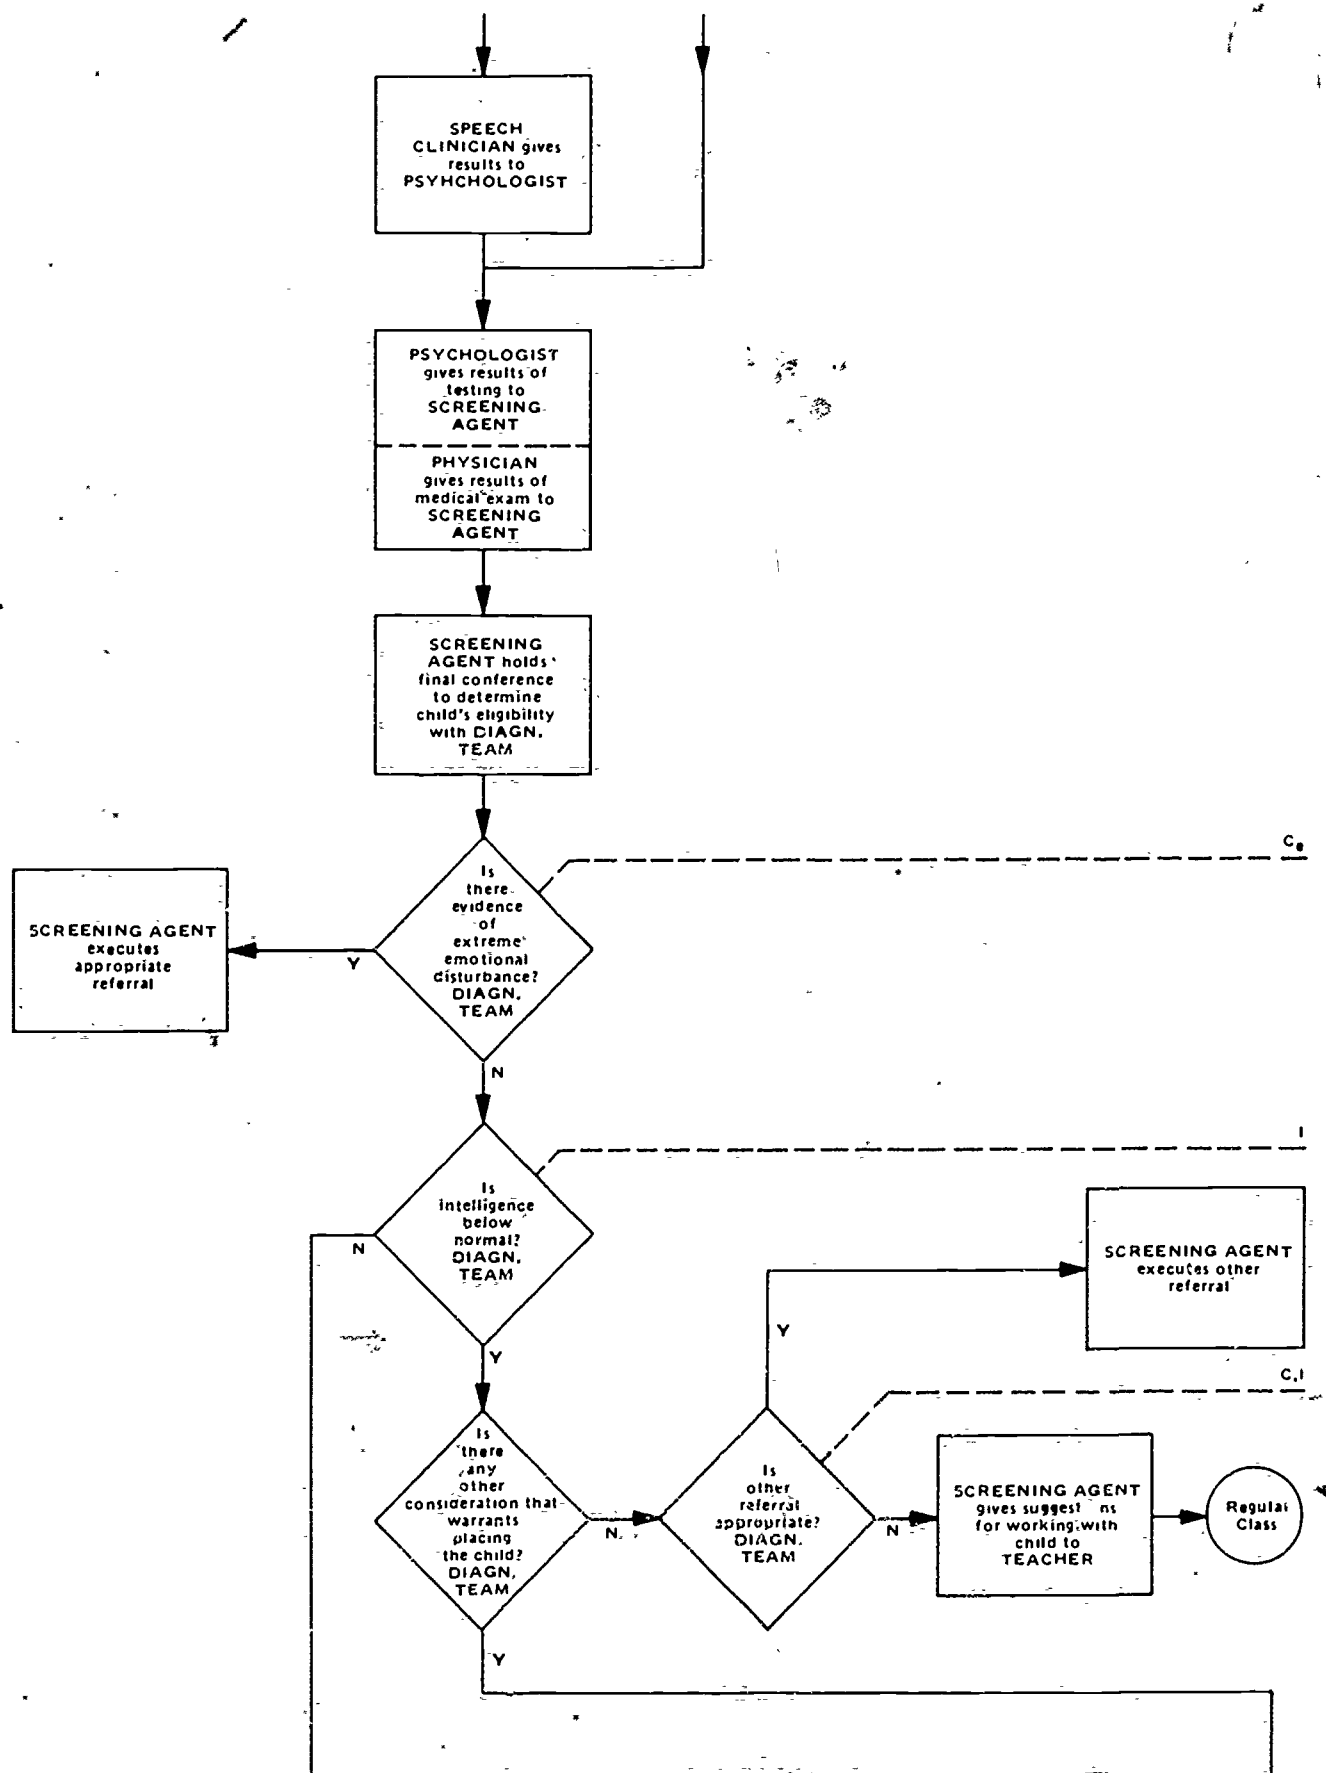 SPEECH
CLINICIAN gives
results to
PSYHCHOLOGIST
PSYCHOLOGIST
gives results of
testing to
SCREENING
AGENT
PHYSICIAN
gives results of
medical exam to
SCREENING
AGENT
SCREENING
AGENT holds
final conference
to determine
child's eligibility
with DIAGN.
TEAM
Is
there
evidence
of
extreme
emotional
disturbance?
DIAGN.
TEAM
Y
N
SCREENING AGENT
executes
appropriate
referral
Is
intelligence
below
normal?
DIAGN.
TEAM
I
N
Y
SCREENING AGENT
executes other
referral
Is
there
any
other
consideration that
warrants
placing
the child?
DIAGN.
TEAM
N
Y
Is
other
referral
appropriate?
DIAGN.
TEAM
Y
N
C,I
SCREENING AGENT
gives
for working with
child to
TEACHER
Regular
Class